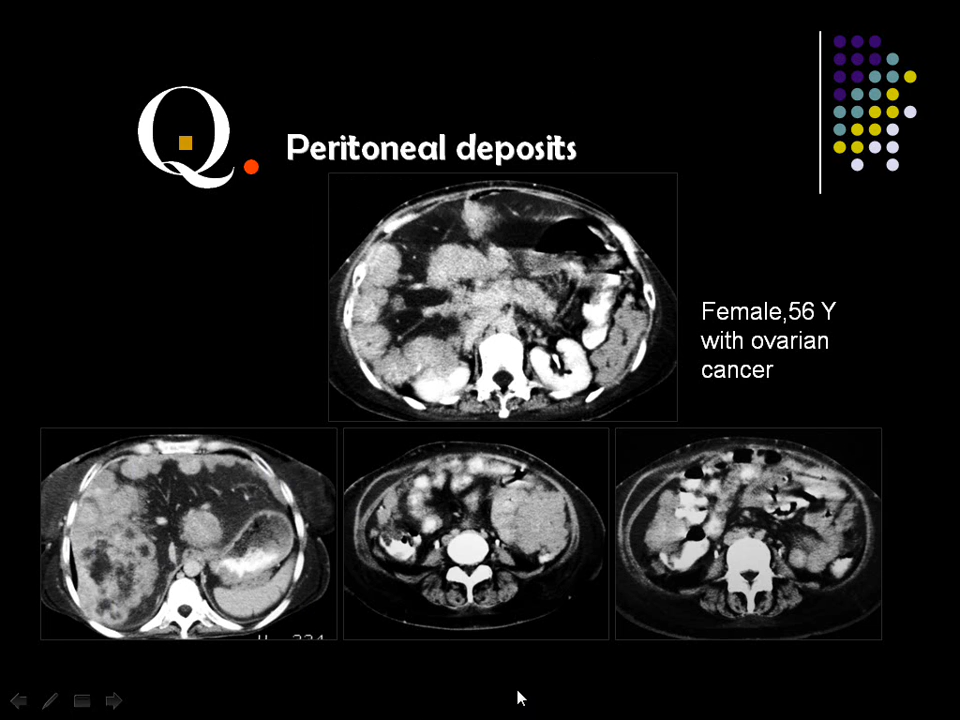 Q.
Peritoneal deposits
Female,56 Y
with ovarian
cancer